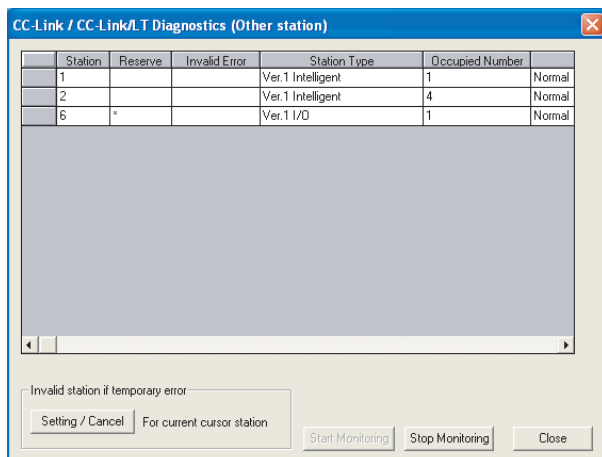 CC-Link / CC-Link/LT Diagnostics (Other station)
Station Reserve Invalid Error Station Type Occupied Number
1 Ver.1 Intelligent 1 Normal
2 Ver.1 Intelligent 4 Normal
6 * Ver.1 I/O 1 Normal
Invalid station if temporary error
Setting / Cancel For current cursor station
Start Monitoring Stop Monitoring Close